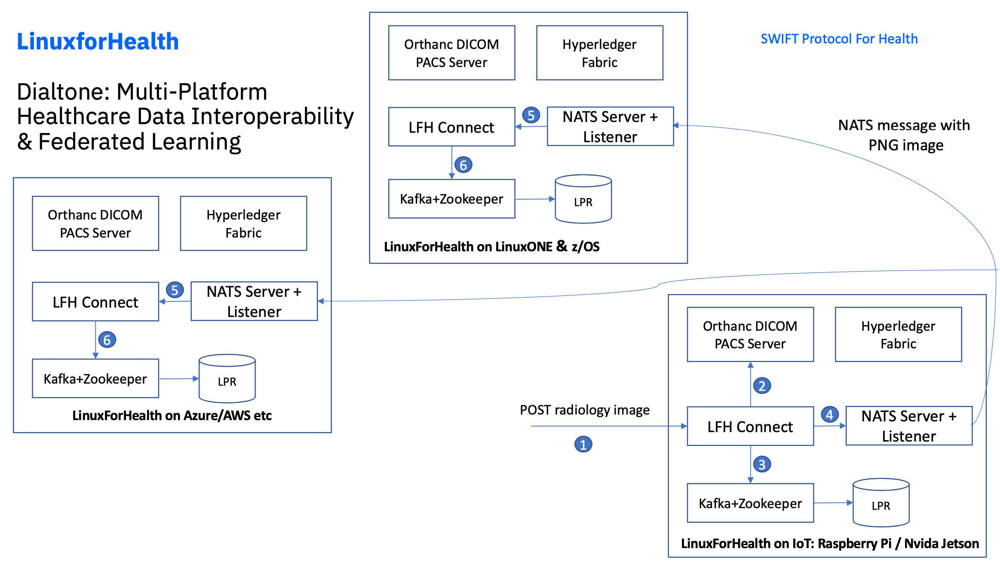 LinuxforHealth
Dialtone: Multi-Platform
Healthcare Data Interoperability
& Federated Learning
SWIFT Protocol For Health
Orthanc DICOM
PACS Server
Hyperledger
Fabric
LFH Connect
5
NATS Server +
Listener
6
Kafka+Zookeeper
LPR
LinuxForHealth on LinuxONE & z/OS
NATS message with
PNG image
Orthanc DICOM
PACS Server
Hyperledger
Fabric
LFH Connect
5
NATS Server +
Listener
6
Kafka+Zookeeper
LPR
LinuxForHealth on Azure/AWS etc
POST radiology image
1
Orthanc DICOM
PACS Server
Hyperledger
Fabric
2
LFH Connect
4
NATS Server +
Listener
3
Kafka+Zookeeper
LPR
LinuxForHealth on IoT: Raspberry Pi / Nvida Jetson